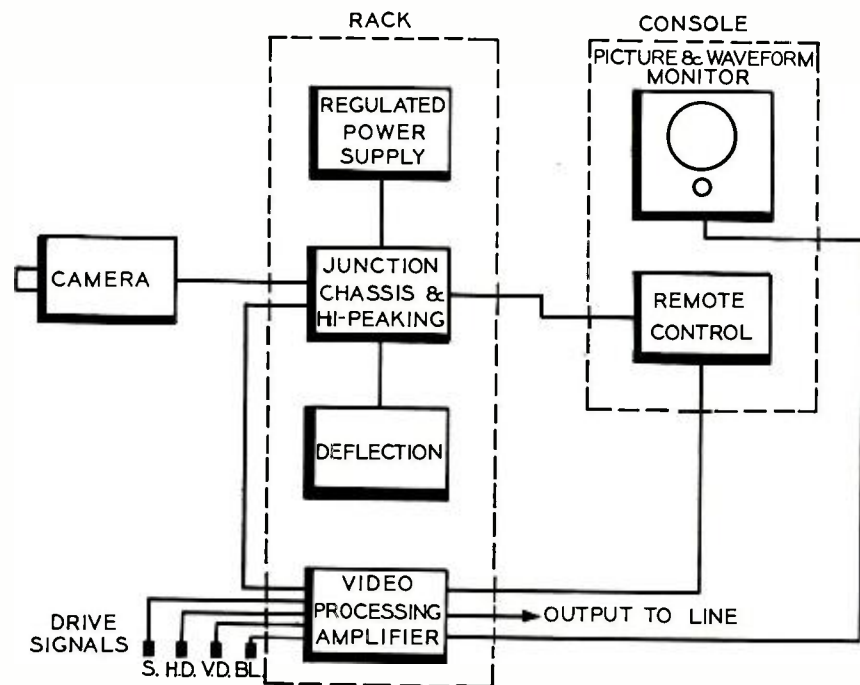 RACK
CONSOLE
PICTURE & WAVEFORM
MONITOR
REGULATED
POWER
SUPPLY
CAMERA
JUNCTION
CHASSIS &
HI-PEAKING
REMOTE
CONTROL
DEFLECTION
VIDEO
PROCESSING
AMPLIFIER
OUTPUT TO LINE
DRIVE
SIGNALS
S. H.D. V.D. BL.